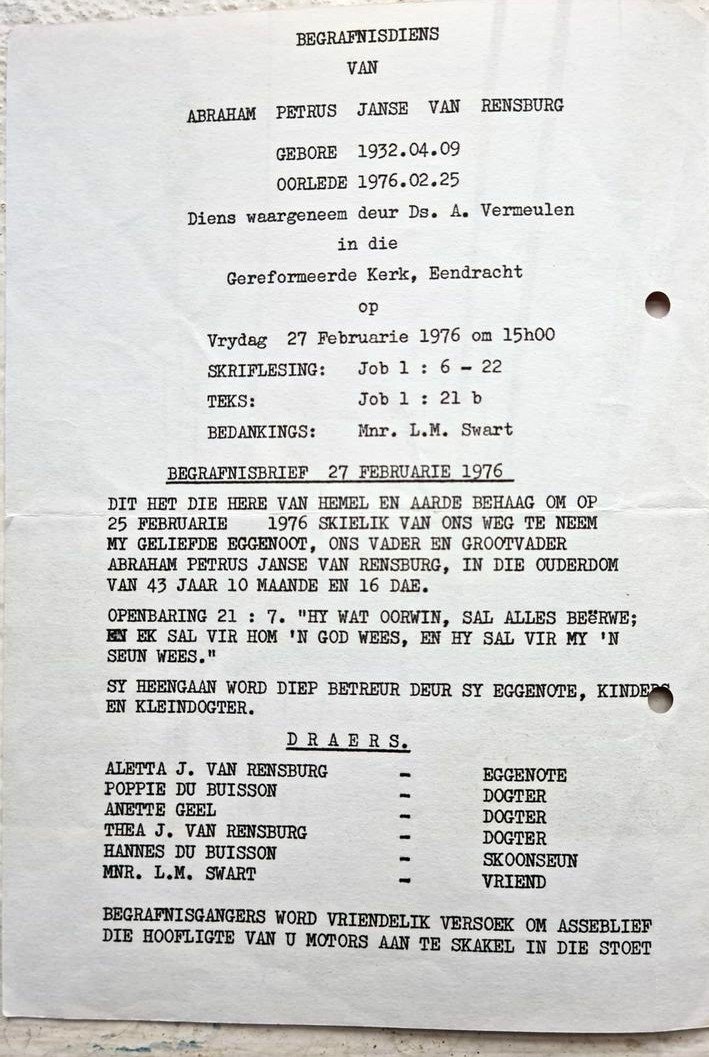 BEGRAFNISDIENS
VAN
ABRAHAM PETRUS JANSE VAN RENSBURG
GEBORE 1932.04.09
OORLEDE 1976.02.25
Diens waargeneem deur Ds. A. Vermeulen
in die
Gereformeerde Kerk, Eendracht
op
Vrydag 27 Februarie 1976 om 15h00
SKRIFLESING: Job 1 : 6 - 22
TEKS: Job 1 : 21 b
BEDANKINGS: Mnr. L.M. Swart
BEGRAFNISBRIEF 27 FEBRUARIE 1976
DIT HET DIE HERE VAN HEMEL EN AARDE BEHAAG OM OP
25 FEBRUARIE 1976 SKIELIK VAN ONS WEG TE NEEM
MY GELIEFDE EGGENOOT, ONS VADER EN GROOTVADER
ABRAHAM PETRUS JANSE VAN RENSBURG, IN DIE OUDERDOM
VAN 43 JAAR 10 MAANDE EN 16 DAE.
OPENBARING 21 : 7. "HY WAT OORWIN, SAL ALLES BEëRWE;
EN EK SAL VIR HOM 'N GOD WEES, EN HY SAL VIR MY 'N
SEUN WEES."
SY HEENGAAN WORD DIEP BETREUR DEUR SY EGGENOTE, KINDERS
EN KLEINDOGTER.
D R A E R S.
ALETTA J. VAN RENSBURG - EGGENOTE
POPPIE DU BUISSON - DOGTER
ANETTE GEEL - DOGTER
THEA J. VAN RENSBURG - DOGTER
HANNES DU BUISSON - SKOONSEUN
MNR. L.M. SWART - VRIEND
BEGRAFNISGANGERS WORD VRIENDELIK VERSOEK OM ASSEBLIEF
DIE HOOFLIGTE VAN U MOTORS AAN TE SKAKEL IN DIE STOET